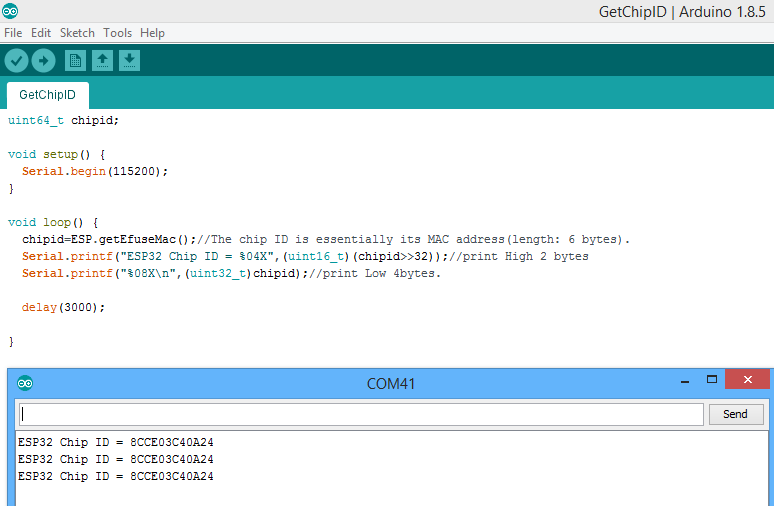 GetChipID | Arduino 1.8.5
File Edit Sketch Tools Help
GetChipID
uint64_t chipid;
void setup() {
Serial.begin(115200);
}
void loop() {
chipid=ESP.getEfuseMac();//The chip ID is essentially its MAC address(length: 6 bytes).
Serial.printf("ESP32 Chip ID = %04X",(uint16_t)(chipid>>32));//print High 2 bytes
Serial.printf("%08X\n",(uint32_t)chipid);//print Low 4bytes.
delay(3000);
}
COM41
Send
ESP32 Chip ID = 8CCE03C40A24
ESP32 Chip ID = 8CCE03C40A24
ESP32 Chip ID = 8CCE03C40A24